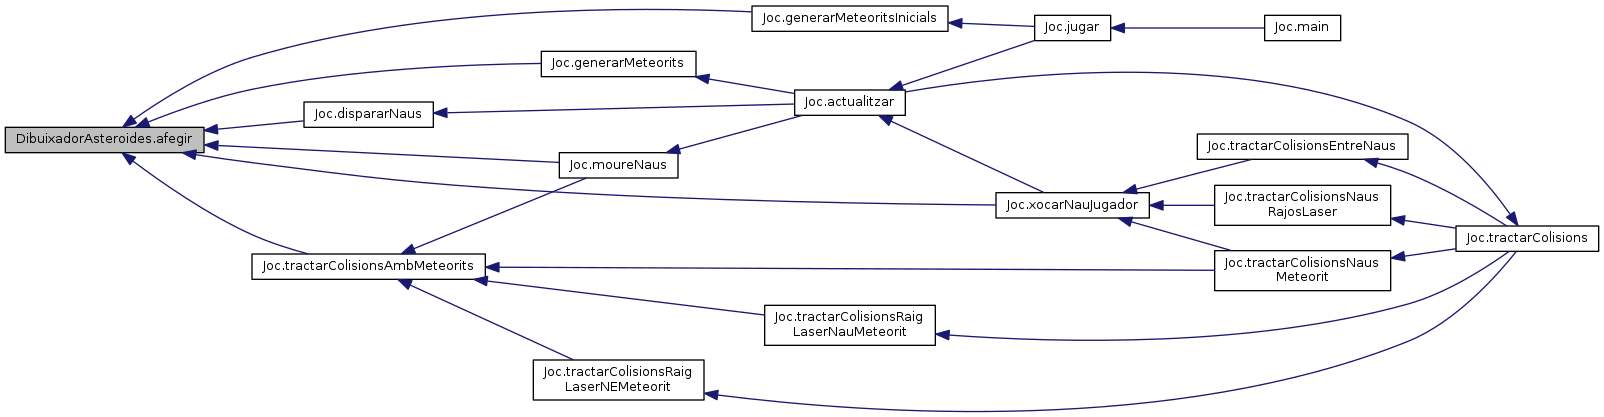 Joc.generarMeteoritsInicials
Joc.jugar
Joc.main
Joc.generarMeteorits
Joc.actualitzar
Joc.dispararNaus
DibuixadorAsteroides.afegir
Joc.moureNaus
Joc.tractarColisionsEntreNaus
Joc.xocarNauJugador
Joc.tractarColisionsNaus
RajosLaser
Joc.tractarColisions
Joc.tractarColisionsAmbMeteorits
Joc.tractarColisionsNaus
Meteorit
Joc.tractarColisionsRaig
LaserNauMeteorit
Joc.tractarColisionsRaig
LaserNEMeteorit